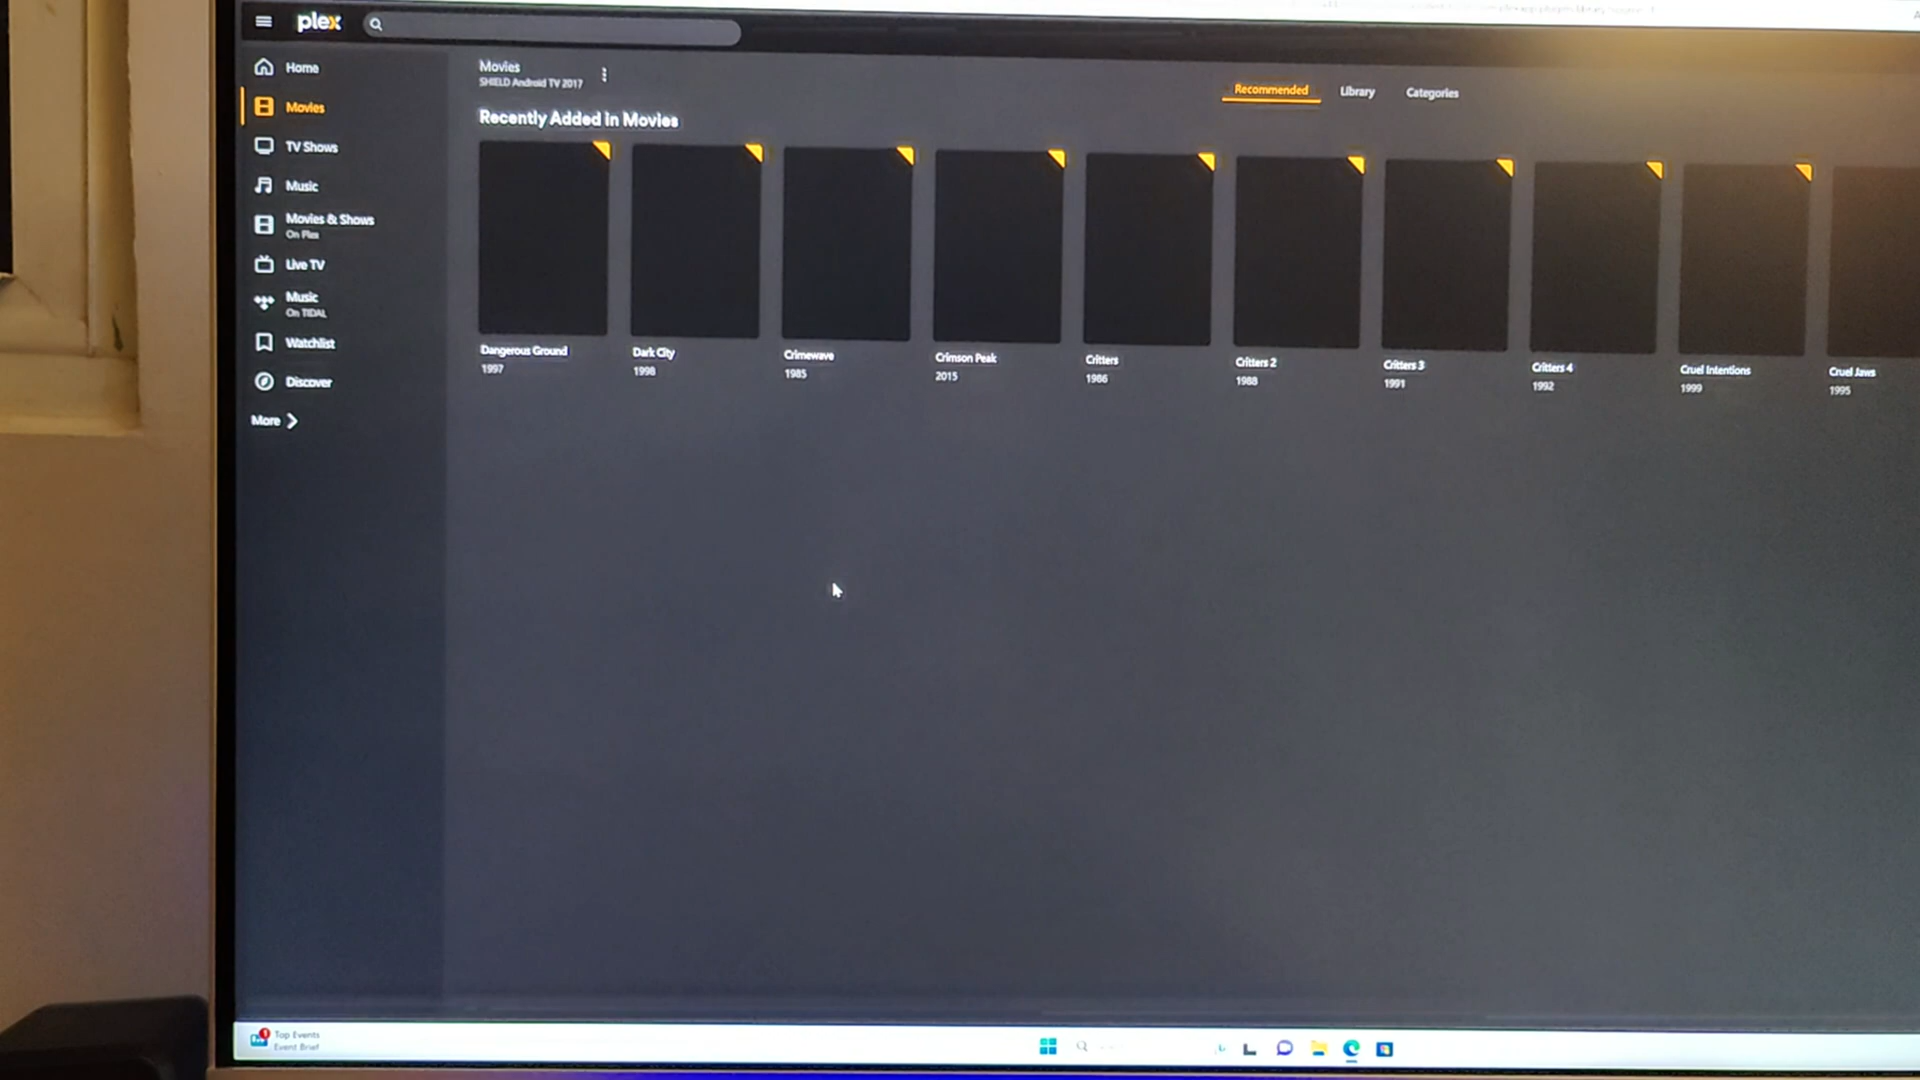 plex
Home
Movies
TV Shows
Music
Movies & Shows
On Plex
Live TV
Music
On TIDAL
Watchlist
Discover
More
Movies
SHIELD Android TV 2017
Recommended
Library
Categories
Recently Added in Movies
Dangerous Ground
1997
Dark City
1998
Crimewave
1985
Crimson Peak
2015
Critters
1986
Critters 2
1988
Critters 3
1991
Critters 4
1992
Cruel Intentions
1999
Cruel Jaws
1995
1
Top Events
Event Brief